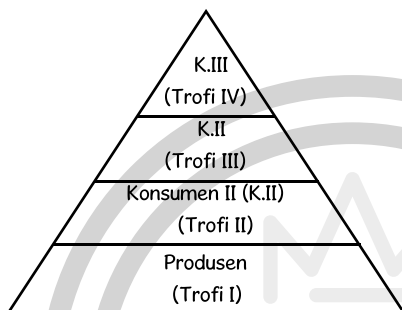 K.III
(Trofi IV)
K.II
(Trofi III)
Konsumen II (K.II)
(Trofi II)
Produsen
(Trofi I)